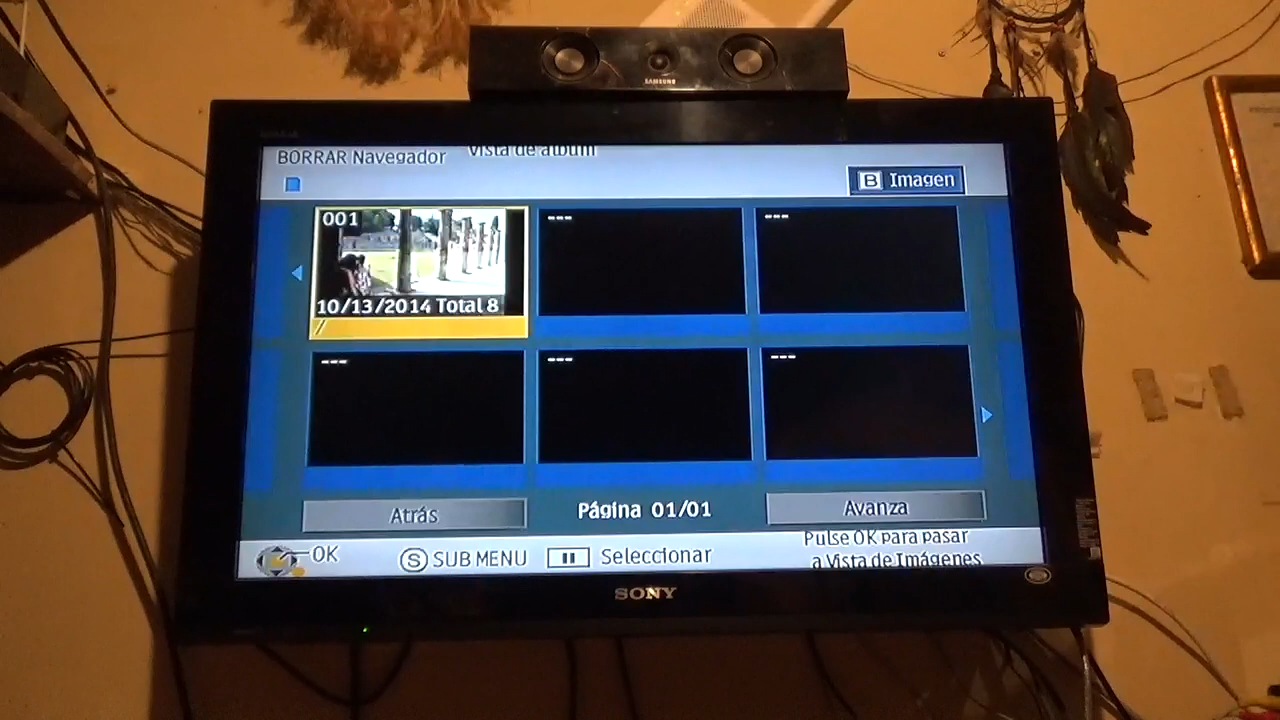 SAMSUNG
BORRAR Navegador
Vista de álbum
B Imagen
001
---
---
10/13/2014 Total 8
---
---
---
Atrás
Página 01/01
Avanza
OK
S SUB MENU
Seleccionar
Pulse OK para pasar
a Vista de Imágenes
SONY